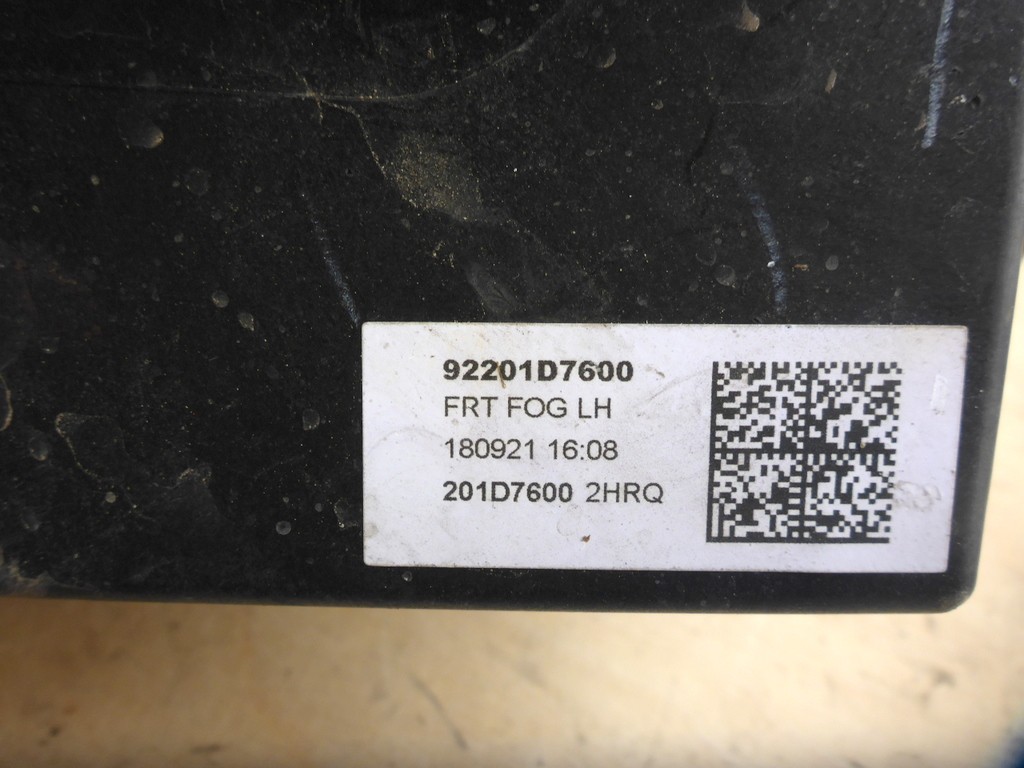 92201D7600
FRT FOG LH
180921 16:08
201D7600 2HRQ